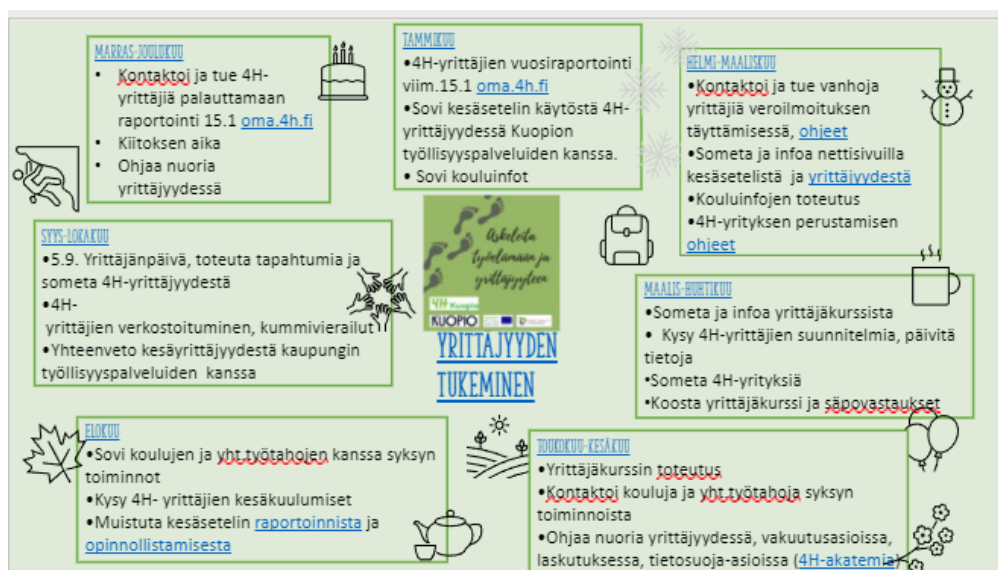 MARRAS-JOULUKUU
• Kontaktoi ja tue 4H-
yrittäjiä palauttamaan
raportointi 15.1 oma.4h.fi
• Kiitoksen aika
• Ohjaa nuoria
yrittäjyydessä
TAMMIKUU
•4H-yrittäjien vuosiraportointi
viim.15.1 oma.4h.fi
•Sovi kesäsetelin käytöstä 4H-
yrittäjyydessä Kuopion
työllisyyspalveluiden kanssa.
• Sovi kouluinfot
HELMI-MAALISKUU
•Kontaktoi ja tue vanhoja
yrittäjiä veroilmoituksen
täyttämisessä, ohjeet
•Someta ja infoa nettisivuilla
kesäsetelistä ja yrittäjyydestä
•Kouluinfojen toteutus
•4H-yrityksen perustamisen
ohjeet
SYYS-LOKAKUU
•5.9. Yrittäjänpäivä, toteuta tapahtumia ja
someta 4H-yrittäjyydestä
•4H-
yrittäjien verkostoituminen, kummivierailut
•Yhteenveto kesäyrittäjyydestä kaupungin
työllisyyspalveluiden kanssa
Askeleita
työelämään ja
yrittäjyyteen
4H Kuopio
KUOPIO
YRITTÄJYYDEN
TUKEMINEN
MAALIS-HUHTIKUU
•Someta ja infoa yrittäjäkurssista
• Kysy 4H-yrittäjien suunnitelmia, päivitä
tietoja
•Someta 4H-yrityksiä
•Koosta yrittäjäkurssi ja säpovastaukset
ELOKUU
•Sovi koulujen ja yht.työtahojen kanssa syksyn
toiminnot
•Kysy 4H- yrittäjien kesäkuulumiset
•Muistuta kesäsetelin raportoinnista ja
opinnollistamisesta
TOUKOKUU-KESÄKUU
•Yrittäjäkurssin toteutus
•Kontaktoi kouluja ja yht.työtahoja syksyn
toiminnoista
•Ohjaa nuoria yrittäjyydessä, vakuutusasioissa,
laskutuksessa, tietosuoja-asioissa (4H-akatemia)